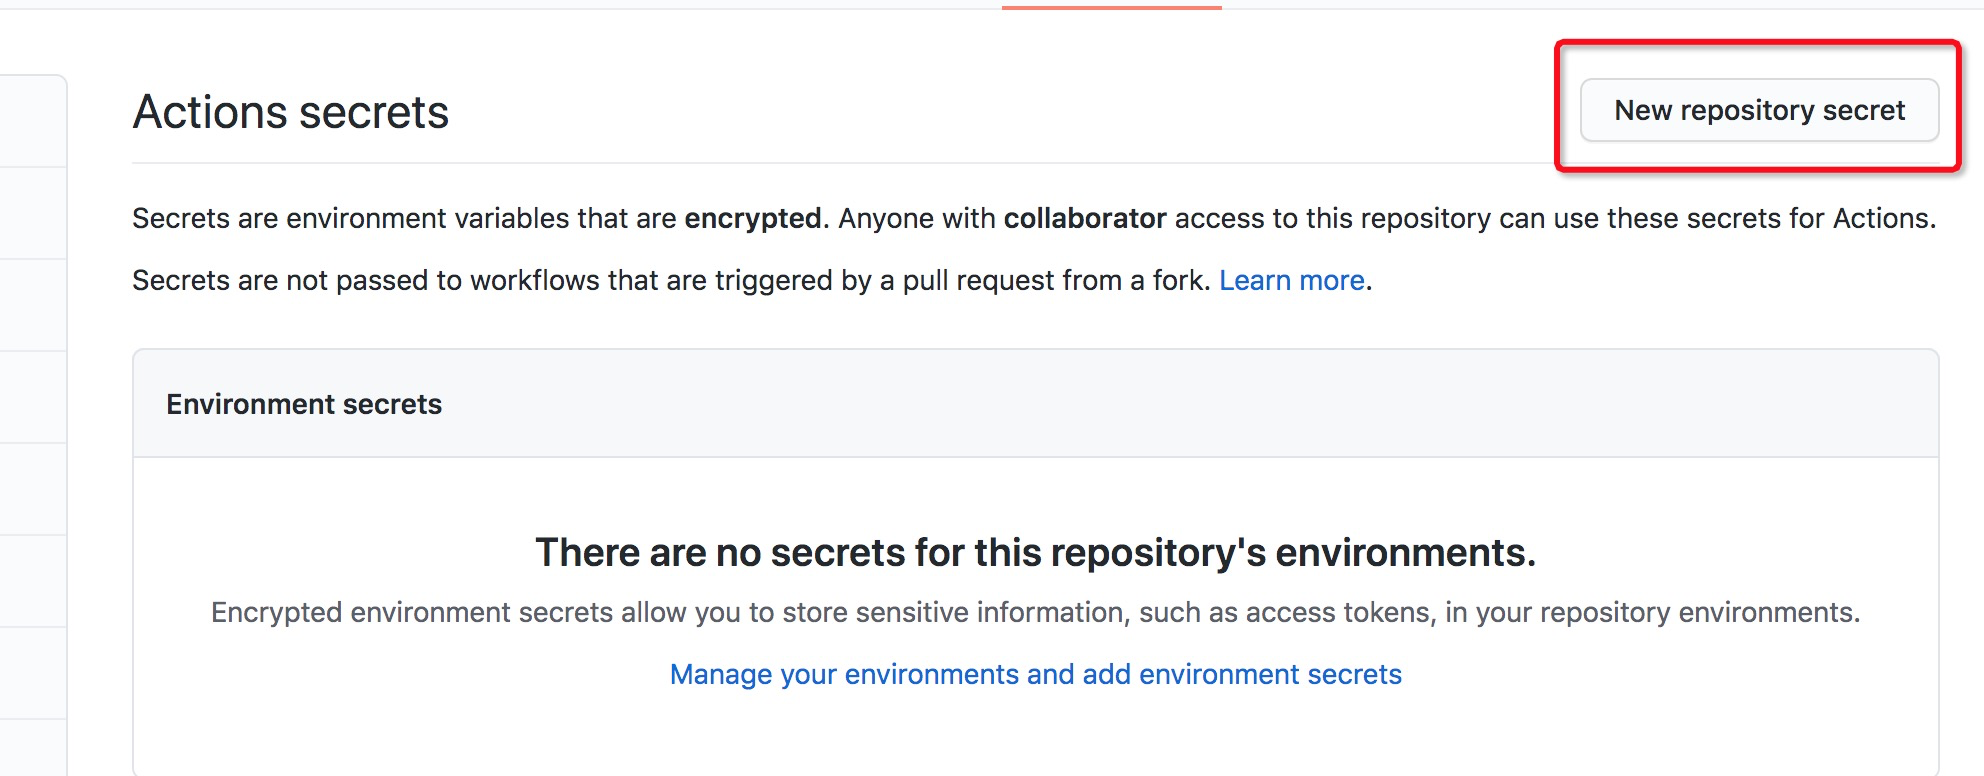 Actions secrets
New repository secret
Secrets are environment variables that are encrypted. Anyone with collaborator access to this repository can use these secrets for Actions.
Secrets are not passed to workflows that are triggered by a pull request from a fork. Learn more.
Environment secrets
There are no secrets for this repository's environments.
Encrypted environment secrets allow you to store sensitive information, such as access tokens, in your repository environments.
Manage your environments and add environment secrets